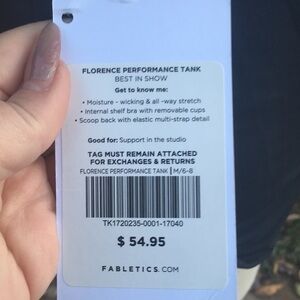 FLORENCE PERFORMANCE TANK
BEST IN SHOW
Get to know me:
• Moisture - wicking & all -way stretch
• Internal shelf bra with removable cups
• Scoop back with elastic multi-strap detail
Good for: Support in the studio
TAG MUST REMAIN ATTACHED
FOR EXCHANGES & RETURNS
FLORENCE PERFORMANCE TANK | M/6-8
TK1720235-0001-17040
$ 54.95
FABLETICS.COM